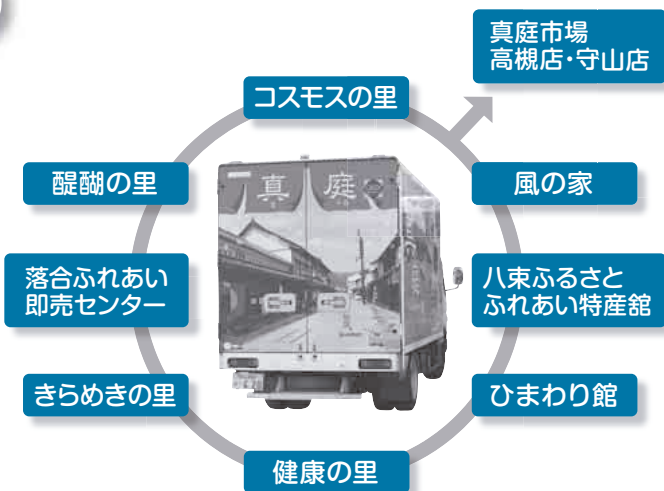 真庭市場
高槻店・守山店
コスモスの里
醍醐の里
風の家
真庭
落合ふれあい
即売センター
八束ふるさと
ふれあい特産舘
きらめきの里
ひまわり館
健康の里